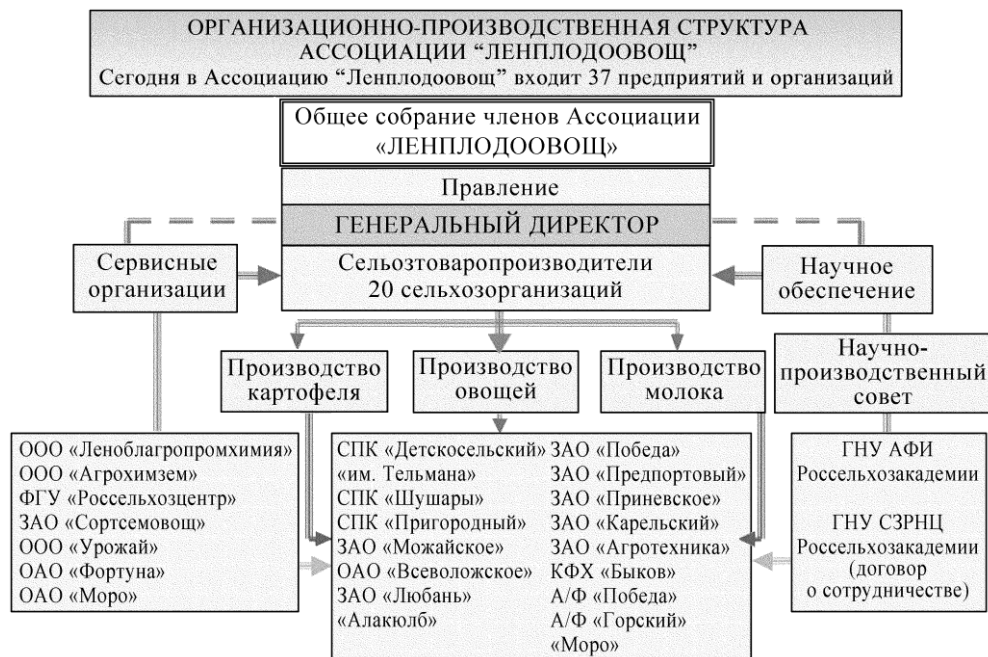 ОРГАНИЗАЦИОННО-ПРОИЗВОДСТВЕННАЯ СТРУКТУРА
АССОЦИАЦИИ “ЛЕНПЛОДООВОЩ”
Сегодня в Ассоциацию “Ленплодоовощ” входит 37 предприятий и организаций
Общее собрание членов Ассоциации
«ЛЕНПЛОДООВОЩ»
Правление
ГЕНЕРАЛЬНЫЙ ДИРЕКТОР
Сервисные
организации
Сельозтоваропроизводители
20 сельхозорганизаций
Научное
обеспечение
Производство
картофеля
Производство
овощей
Производство
молока
Научно-
производственный
совет
ООО «Леноблагропромхимия»
ООО «Агрохимзем»
ФГУ «Россельхозцентр»
ЗАО «Сортсемовощ»
ООО «Урожай»
ОАО «Фортуна»
ОАО «Моро»
СПК «Детскосельский»
«им. Тельмана»
СПК «Шушары»
СПК «Пригородный»
ЗАО «Можайское»
ОАО «Всеволожское»
ЗАО «Любань»
«Алакюлб»
ЗАО «Победа»
ЗАО «Предпортовый»
ЗАО «Приневское»
ЗАО «Карельский»
ЗАО «Агротехника»
КФХ «Быков»
А/Ф «Победа»
А/Ф «Горский»
«Моро»
ГНУ АФИ
Россельхозакадемии
ГНУ СЗРНЦ
Россельхозакадемии
(договор
о сотрудничестве)